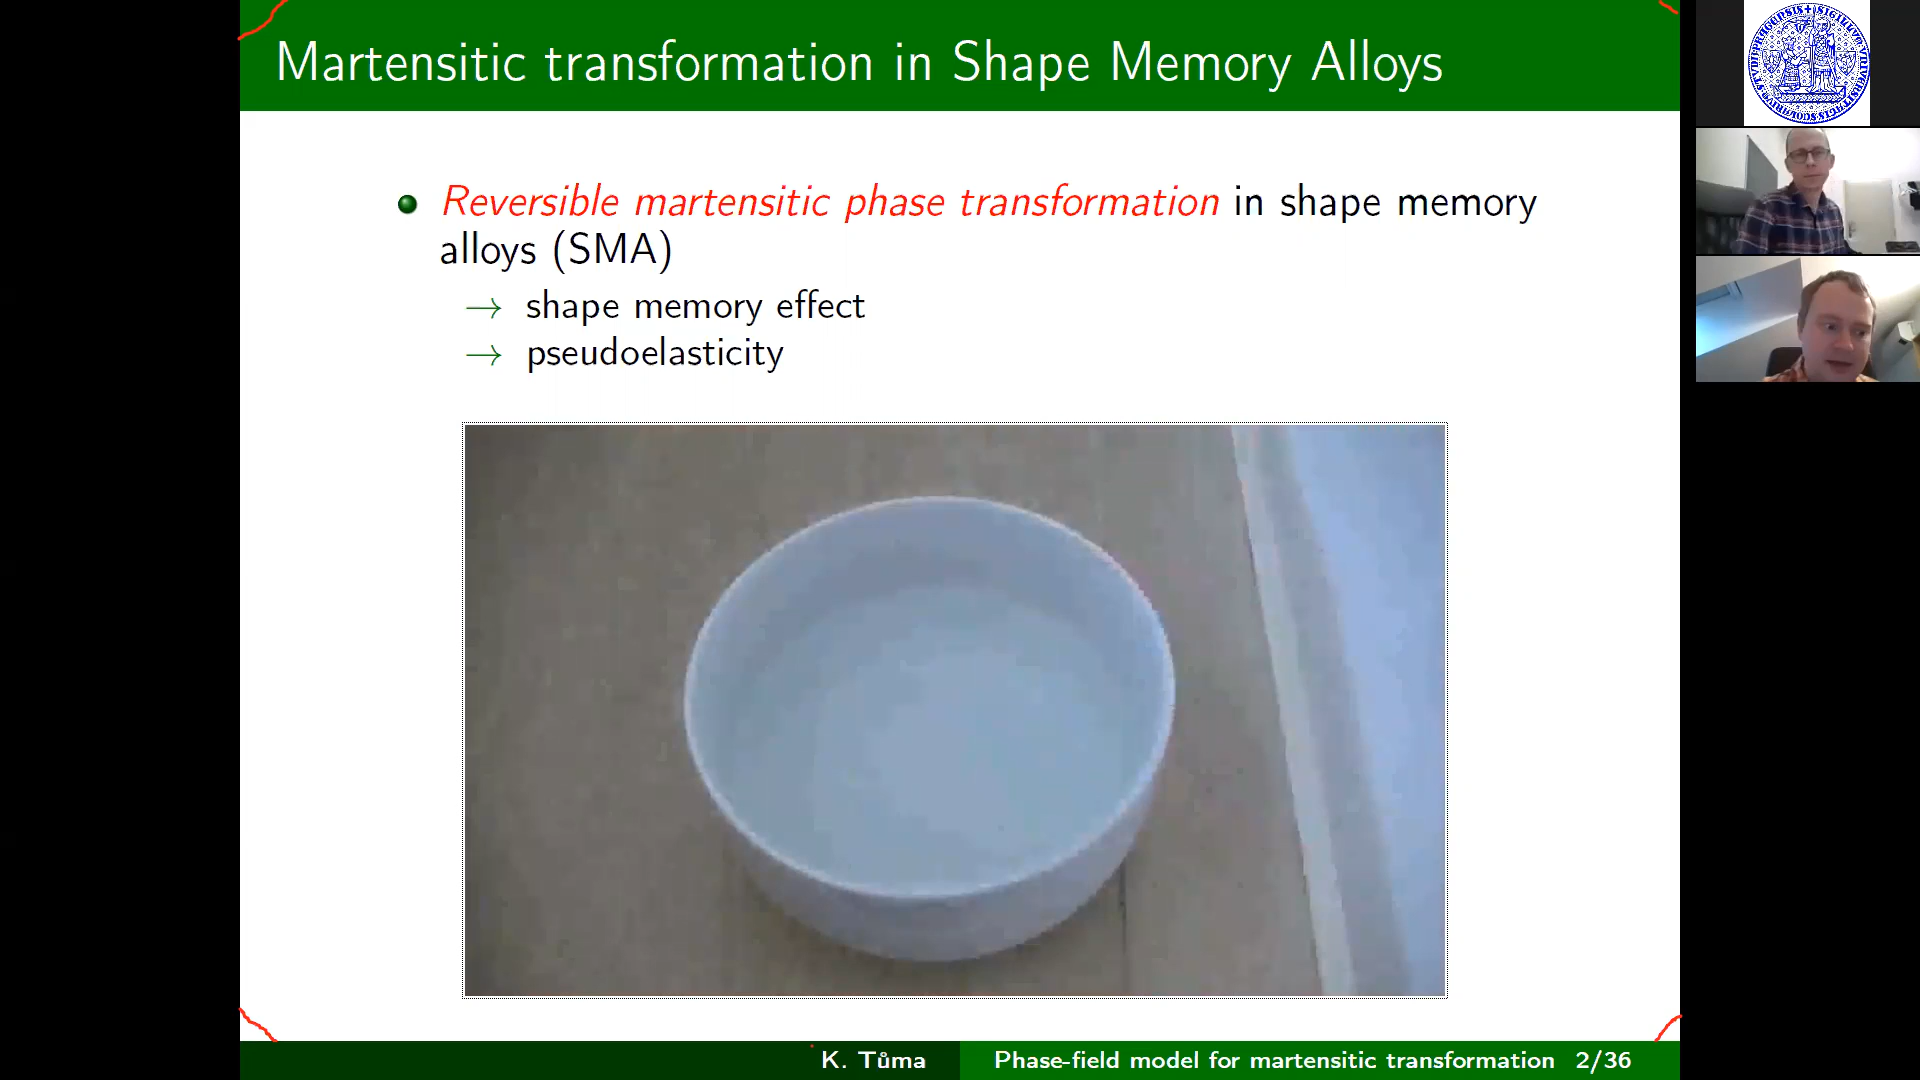 Martensitic transformation in Shape Memory Alloys
Reversible martensitic phase transformation in shape memory
alloys (SMA)
→ shape memory effect
→ pseudoelasticity
K. Tůma
Phase-field model for martensitic transformation 2/36